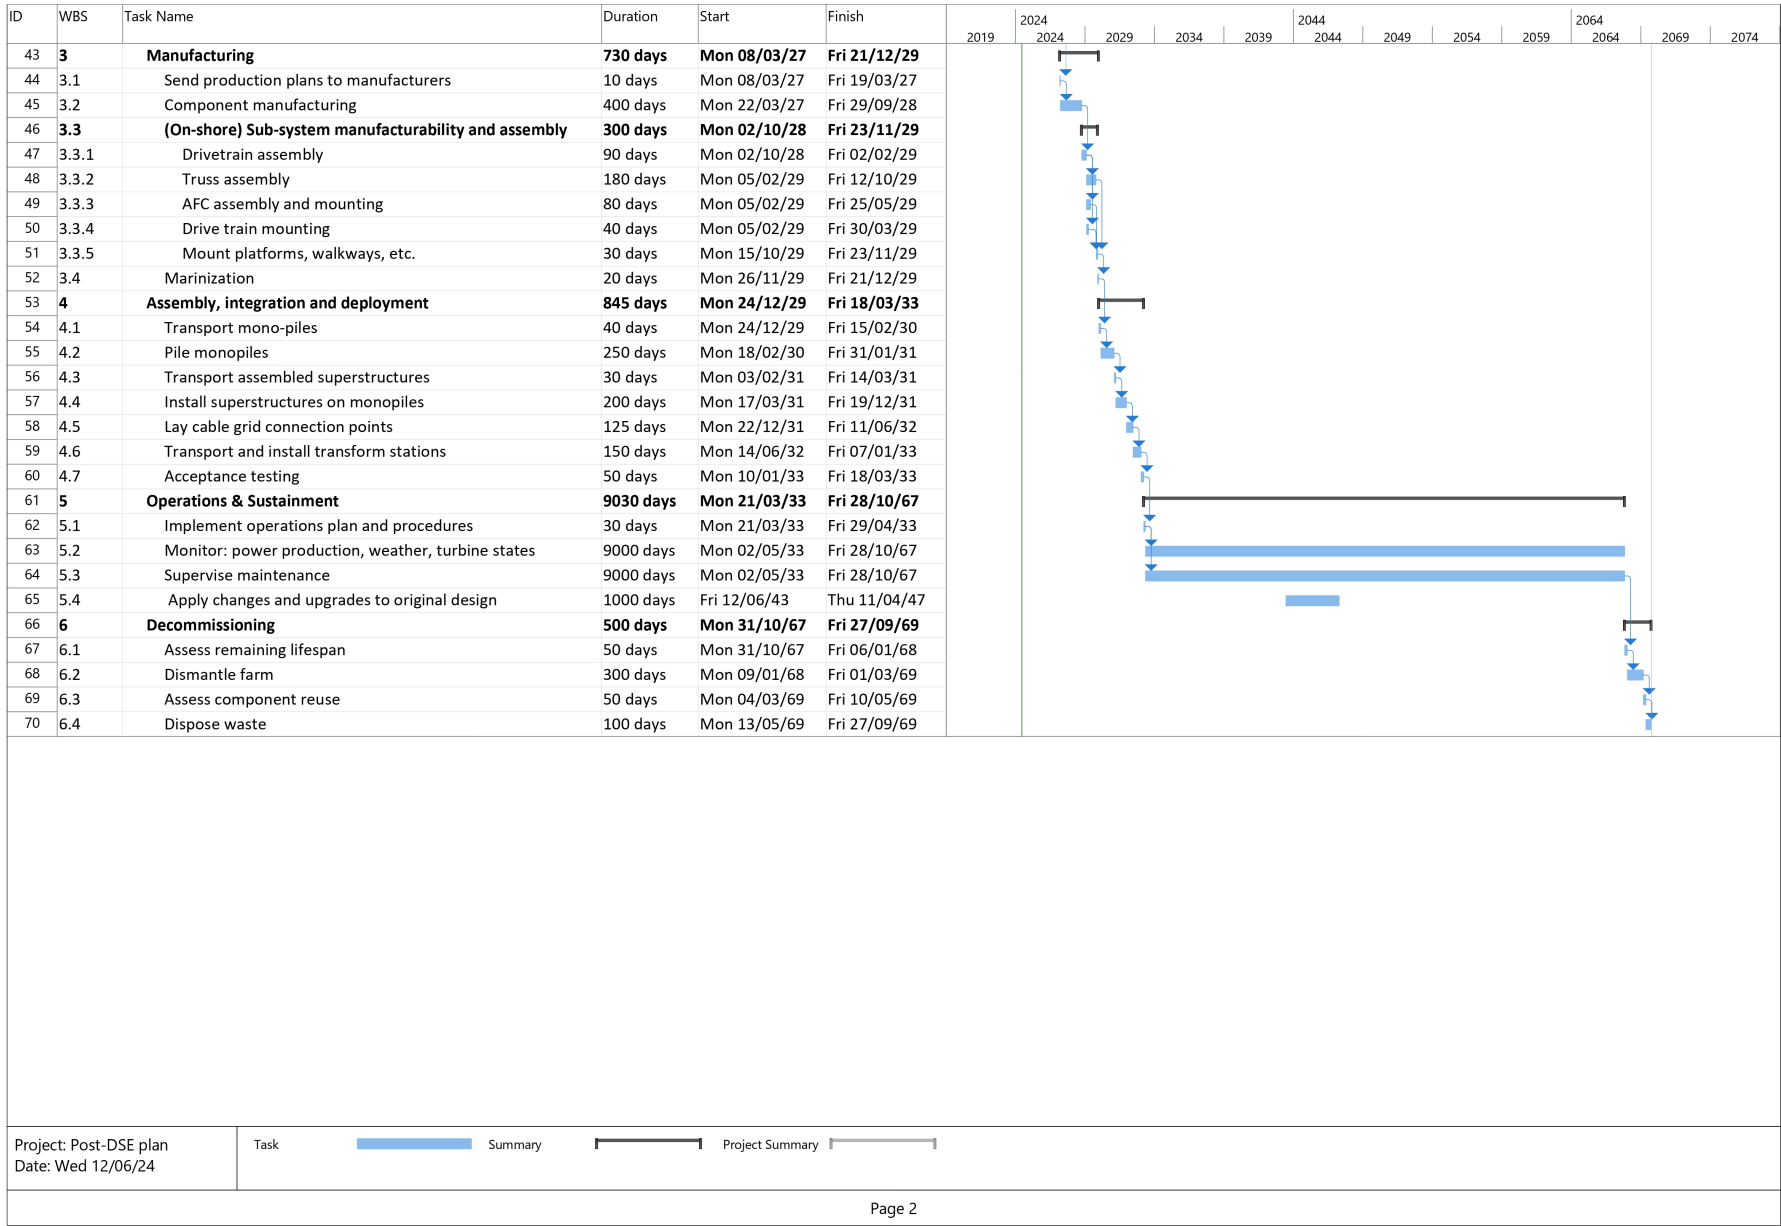 ID WBS Task Name Duration Start Finish 2024 2044 2064
2019 2024 2029 2034 2039 2044 2049 2054 2059 2064 2069 2074
43 3 Manufacturing 730 days Mon 08/03/27 Fri 21/12/29
44 3.1 Send production plans to manufacturers 10 days Mon 08/03/27 Fri 19/03/27
45 3.2 Component manufacturing 400 days Mon 22/03/27 Fri 29/09/28
46 3.3 (On-shore) Sub-system manufacturability and assembly 300 days Mon 02/10/28 Fri 23/11/29
47 3.3.1 Drivetrain assembly 90 days Mon 02/10/28 Fri 02/02/29
48 3.3.2 Truss assembly 180 days Mon 05/02/29 Fri 12/10/29
49 3.3.3 AFC assembly and mounting 80 days Mon 05/02/29 Fri 25/05/29
50 3.3.4 Drive train mounting 40 days Mon 05/02/29 Fri 30/03/29
51 3.3.5 Mount platforms, walkways, etc. 30 days Mon 15/10/29 Fri 23/11/29
52 3.4 Marinization 20 days Mon 26/11/29 Fri 21/12/29
53 4 Assembly, integration and deployment 845 days Mon 24/12/29 Fri 18/03/33
54 4.1 Transport mono-piles 40 days Mon 24/12/29 Fri 15/02/30
55 4.2 Pile monopiles 250 days Mon 18/02/30 Fri 31/01/31
56 4.3 Transport assembled superstructures 30 days Mon 03/02/31 Fri 14/03/31
57 4.4 Install superstructures on monopiles 200 days Mon 17/03/31 Fri 19/12/31
58 4.5 Lay cable grid connection points 125 days Mon 22/12/31 Fri 11/06/32
59 4.6 Transport and install transform stations 150 days Mon 14/06/32 Fri 07/01/33
60 4.7 Acceptance testing 50 days Mon 10/01/33 Fri 18/03/33
61 5 Operations & Sustainment 9030 days Mon 21/03/33 Fri 28/10/67
62 5.1 Implement operations plan and procedures 30 days Mon 21/03/33 Fri 29/04/33
63 5.2 Monitor: power production, weather, turbine states 9000 days Mon 02/05/33 Fri 28/10/67
64 5.3 Supervise maintenance 9000 days Mon 02/05/33 Fri 28/10/67
65 5.4 Apply changes and upgrades to original design 1000 days Fri 12/06/43 Thu 11/04/47
66 6 Decommissioning 500 days Mon 31/10/67 Fri 27/09/69
67 6.1 Assess remaining lifespan 50 days Mon 31/10/67 Fri 06/01/68
68 6.2 Dismantle farm 300 days Mon 09/01/68 Fri 01/03/69
69 6.3 Assess component reuse 50 days Mon 04/03/69 Fri 10/05/69
70 6.4 Dispose waste 100 days Mon 13/05/69 Fri 27/09/69
Project: Post-DSE plan
Date: Wed 12/06/24
Task Summary Project Summary
Page 2